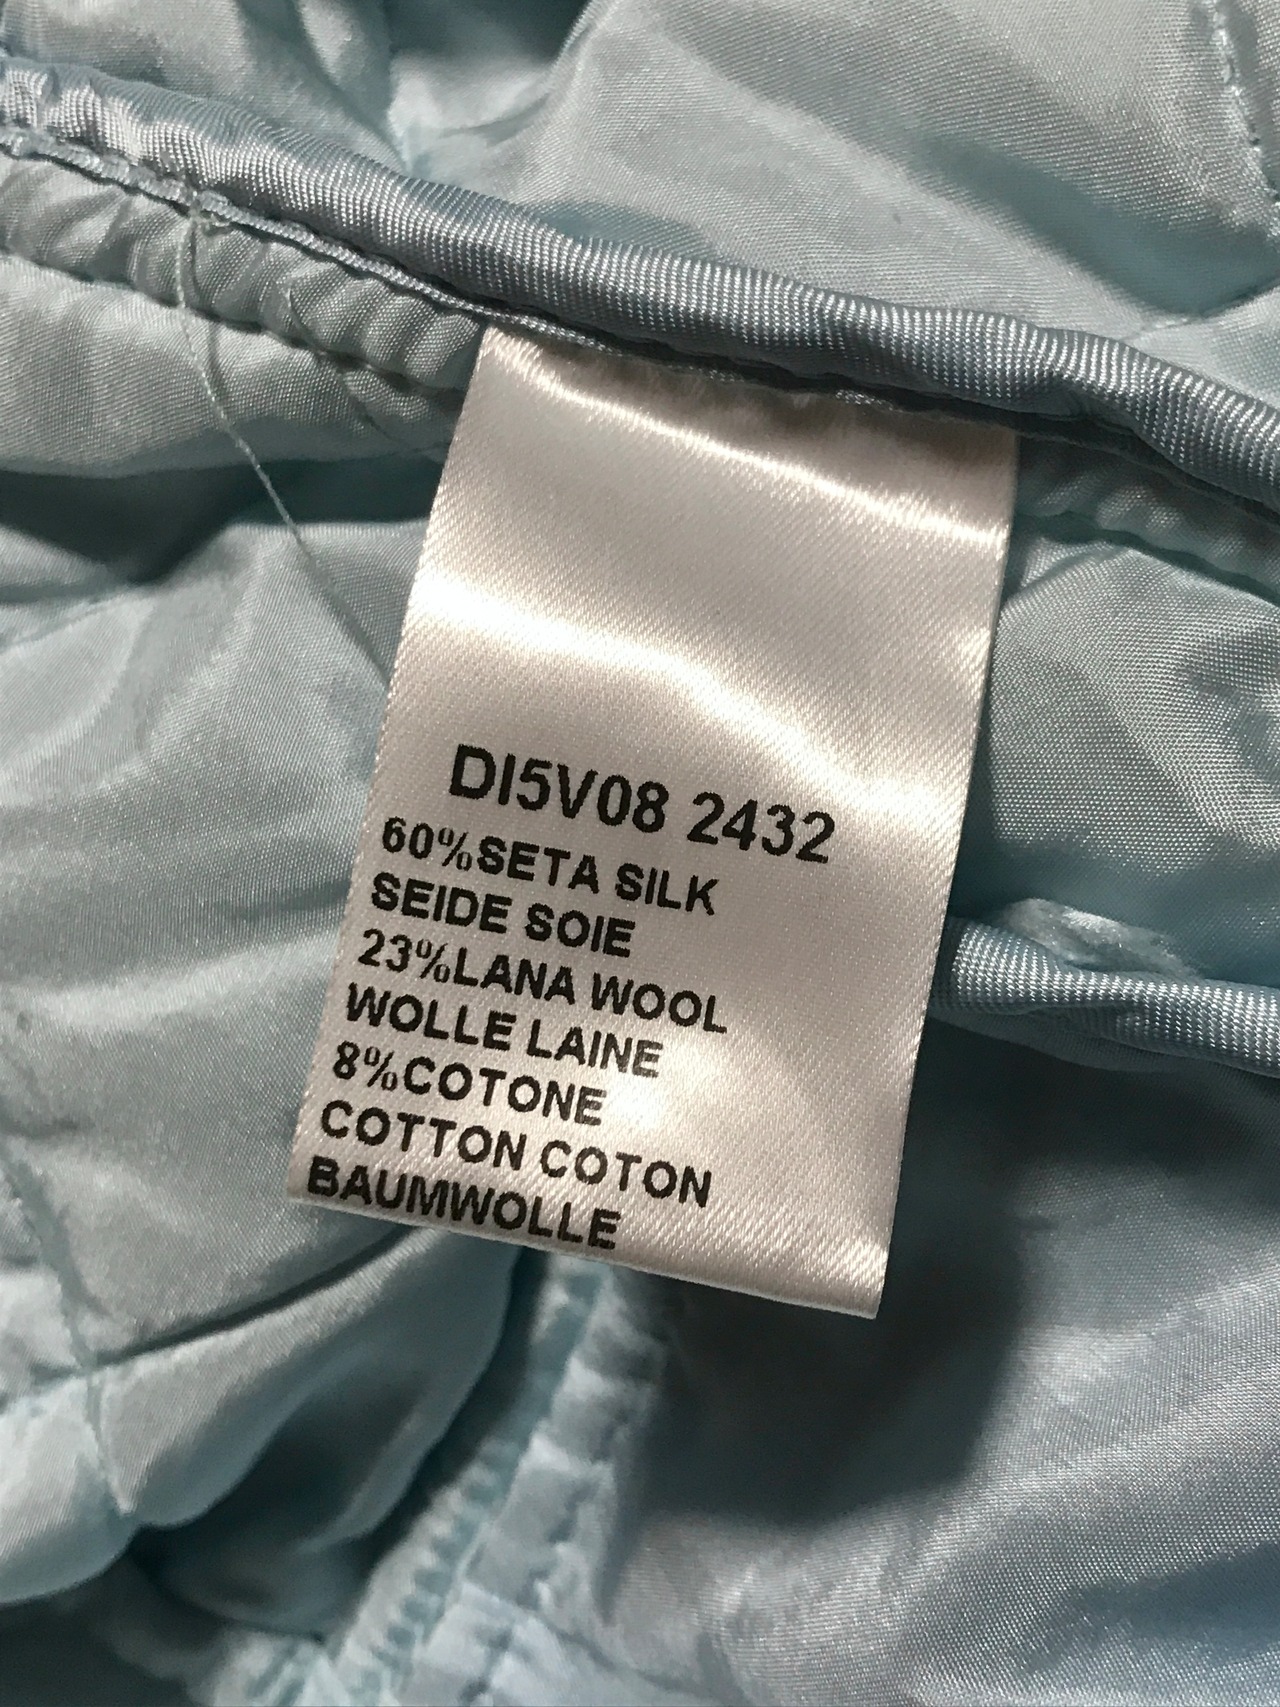 DI5V08 2432
60%SETA SILK
SEIDE SOIE
23%LANA WOOL
WOLLE LAINE
8%COTONE
COTTON COTON
BAUMWOLLE